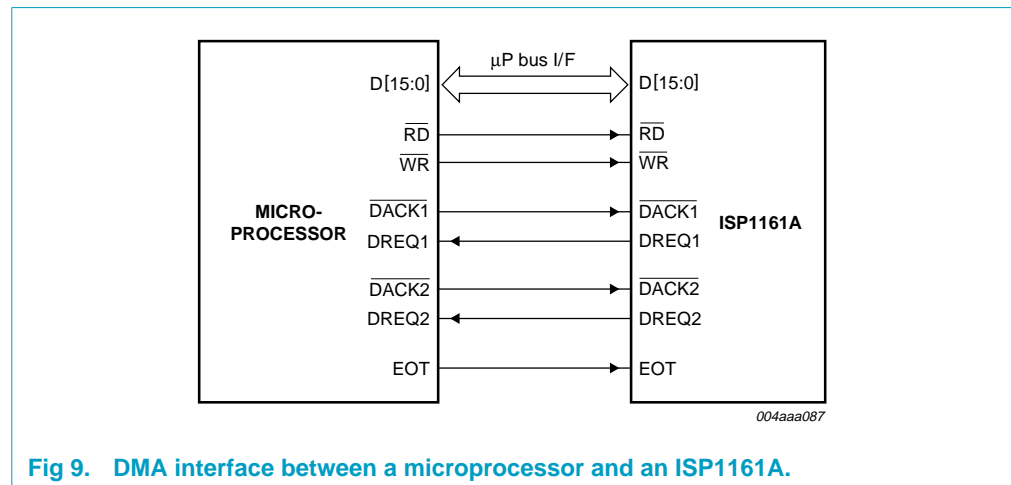 μP bus I/F
D[15:0] D[15:0]
RD RD
WR WR
DACK1 DACK1
MICRO-
PROCESSOR
ISP1161A
DREQ1 DREQ1
DACK2 DACK2
DREQ2 DREQ2
EOT EOT
004aaa087
Fig 9. DMA interface between a microprocessor and an ISP1161A.